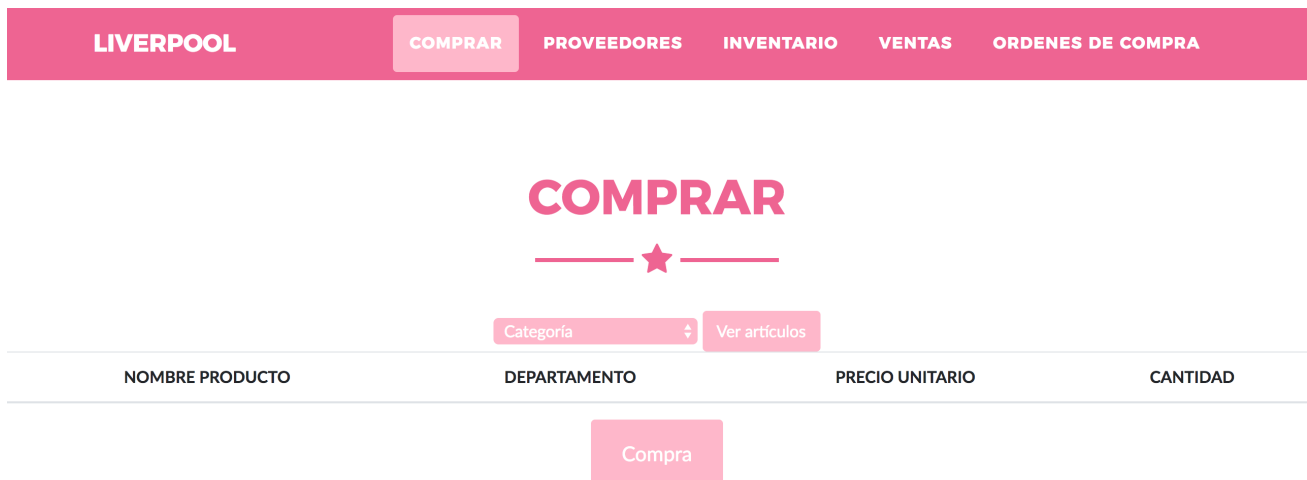 LIVERPOOL COMPRAR PROVEEDORES INVENTARIO VENTAS ORDENES DE COMPRA
COMPRAR
Categoría Ver artículos
NOMBRE PRODUCTO DEPARTAMENTO PRECIO UNITARIO CANTIDAD
Compra